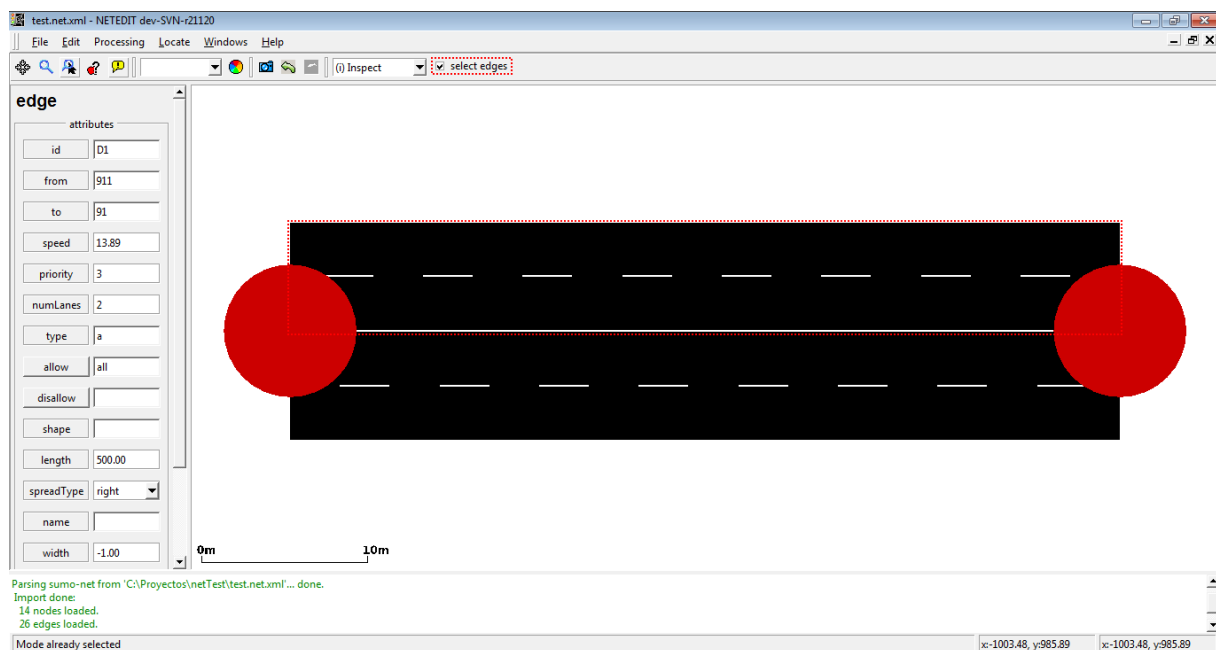 test.net.xml - NETEDIT dev-SVN-r21120
File Edit Processing Locate Windows Help
(i) Inspect select edges
edge
attributes
id D1
from 911
to 91
speed 13.89
priority 3
numLanes 2
type a
allow all
disallow
shape
length 500.00
spreadType right
name
width -1.00
0m 10m
Parsing sumo-net from 'C:\Proyectos\netTest\test.net.xml'... done.
Import done:
14 nodes loaded.
26 edges loaded.
Mode already selected x:-1003.48, y:985.89 x:-1003.48, y:985.89